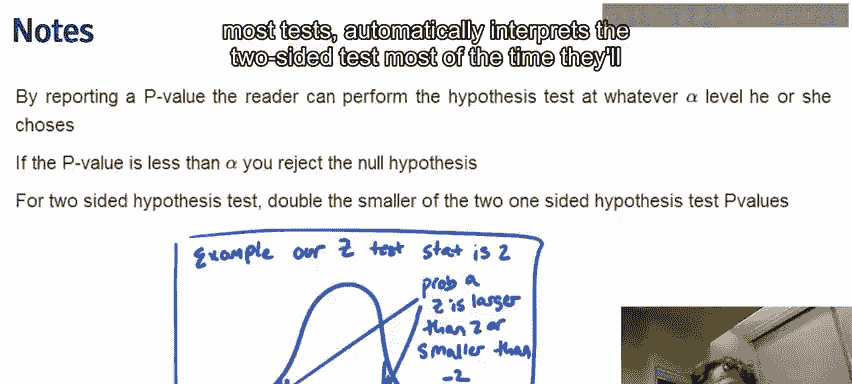 most tests, automatically interprets the
Notes
two-sided test most of the time they'll
By reporting a P-value the reader can perform the hypothesis test at whatever α level he or she
choses
If the P-value is less than α you reject the null hypothesis
For two sided hypothesis test, double the smaller of the two one sided hypothesis test Pvalues
Example our Z test stat is 2
prob a
Z is larger
than 2 or
smaller than
-2